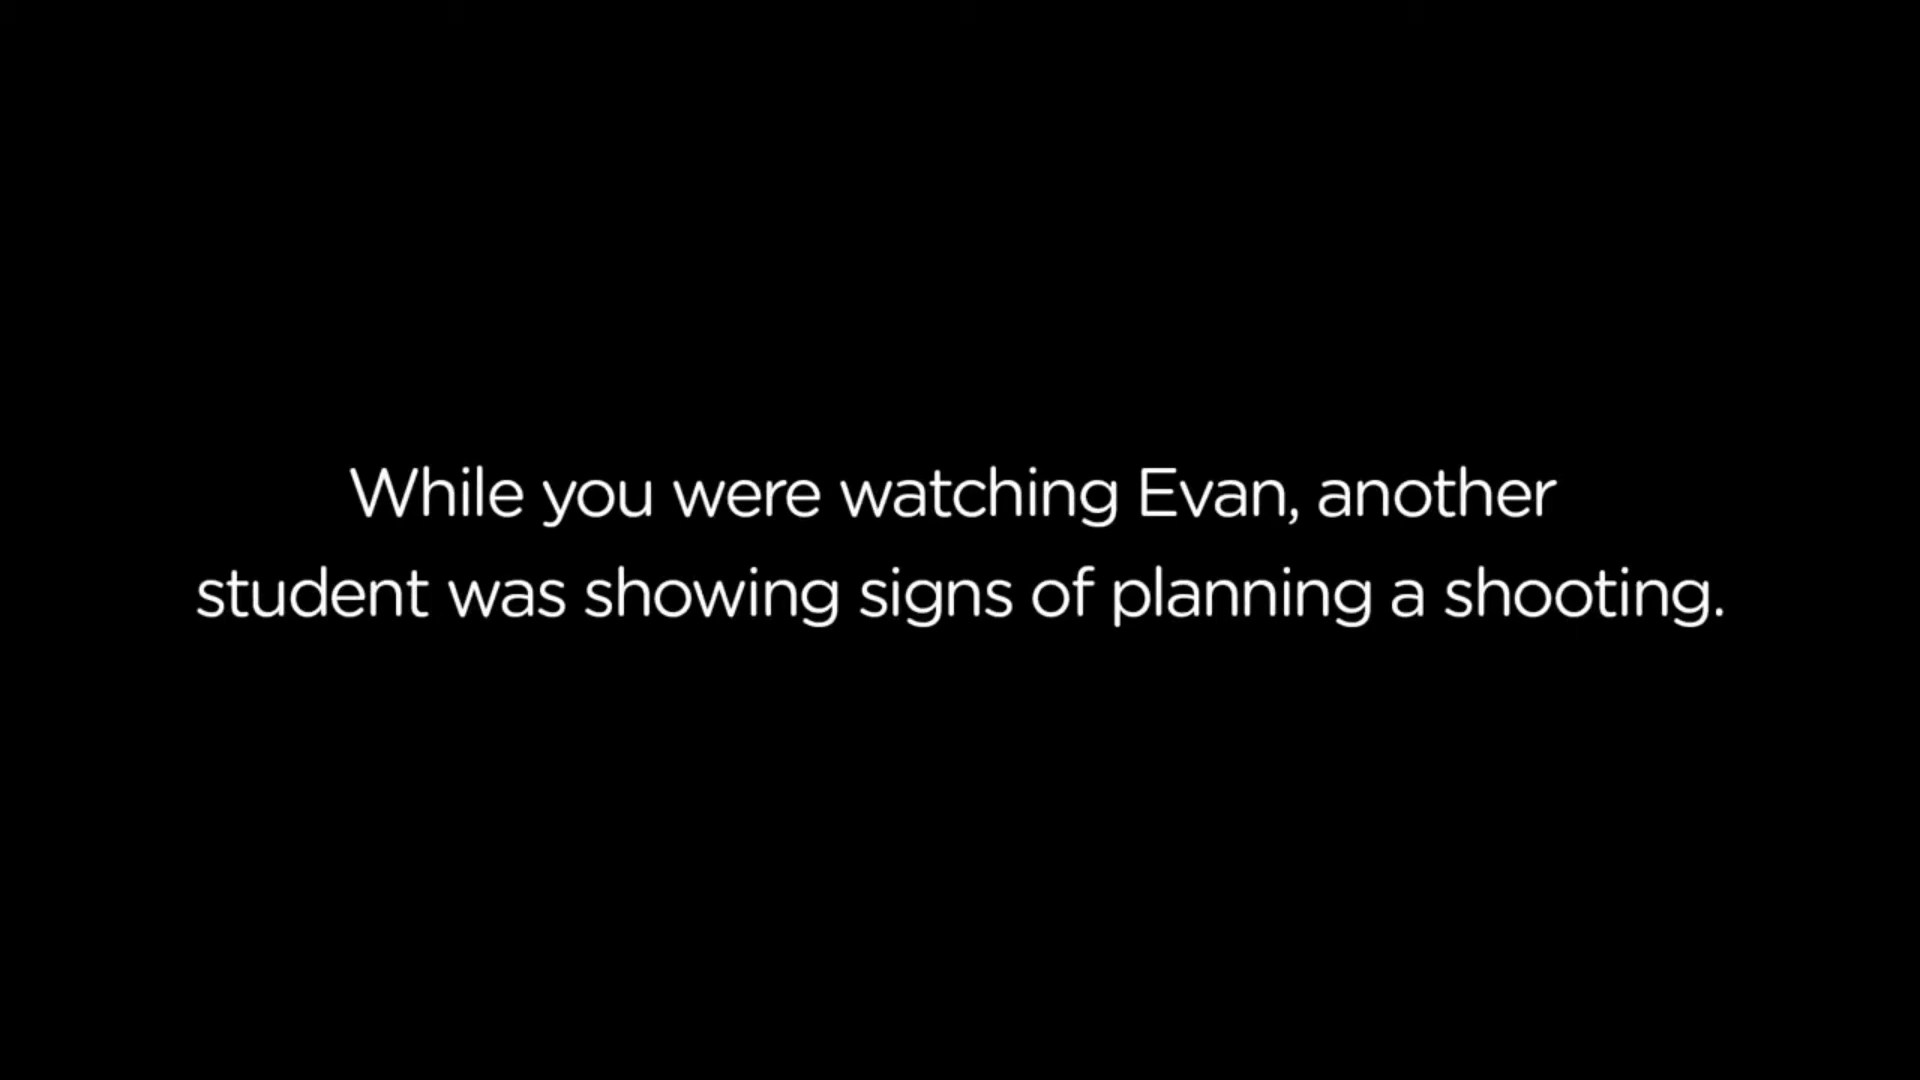 While you were watching Evan, another
student was showing signs of planning a shooting.